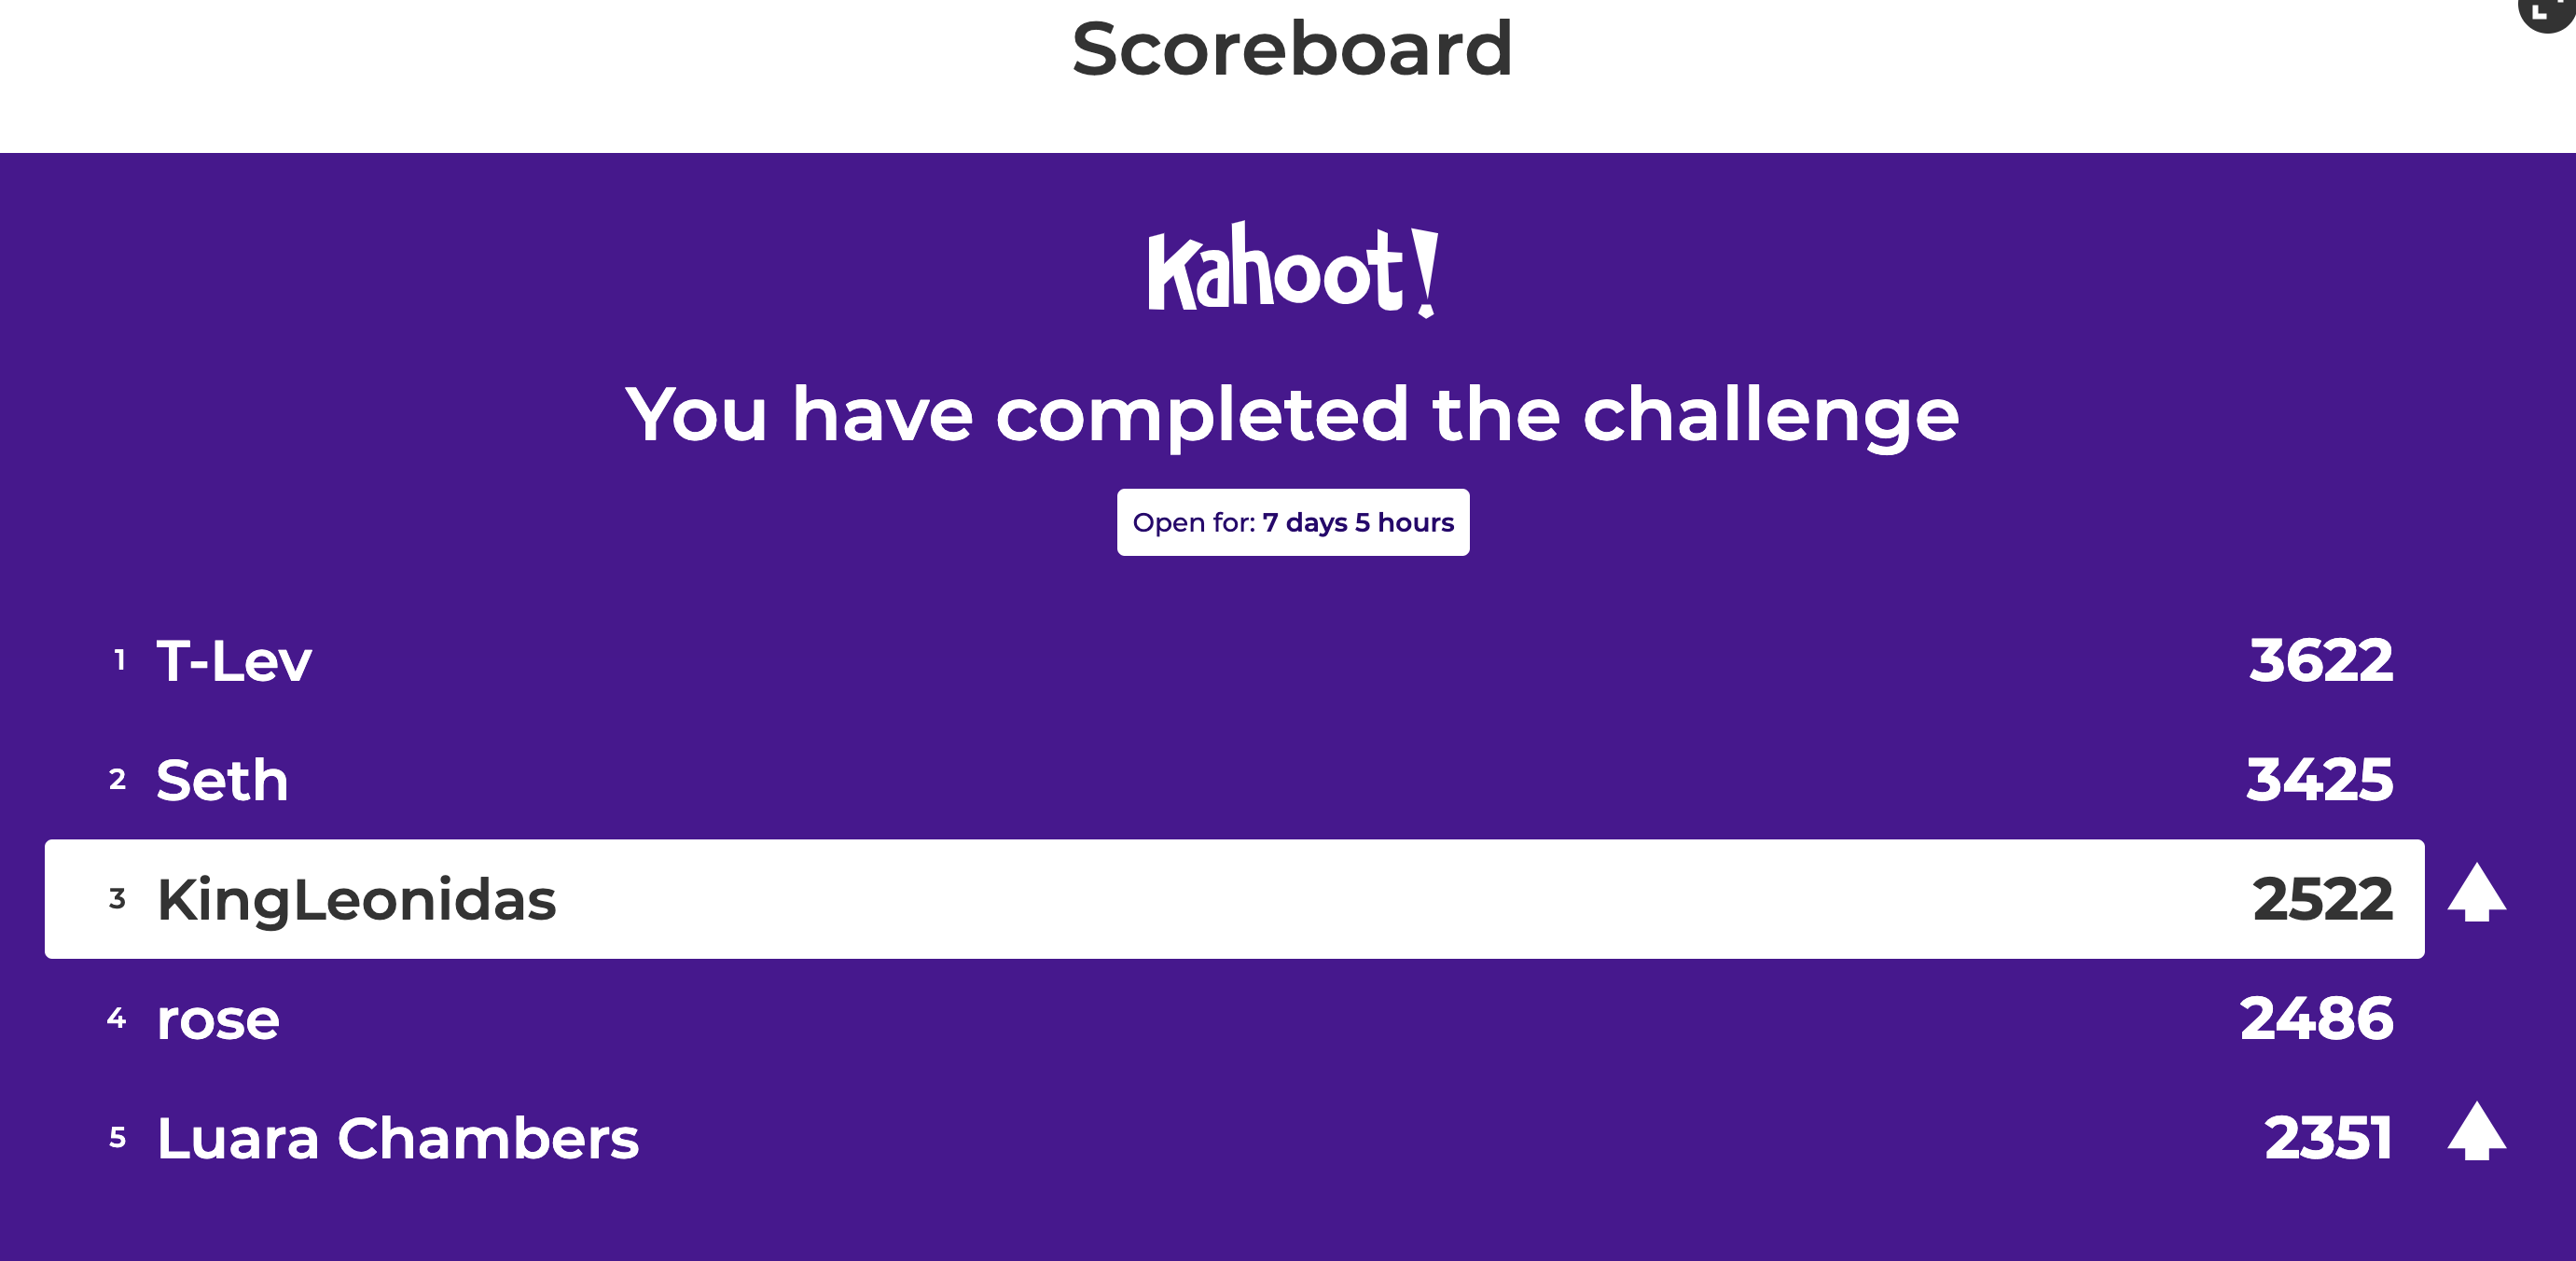 Scoreboard
Kahoot!
You have completed the challenge
Open for: 7 days 5 hours
1 T-Lev 3622
2 Seth 3425
3 KingLeonidas 2522
4 rose 2486
5 Luara Chambers 2351